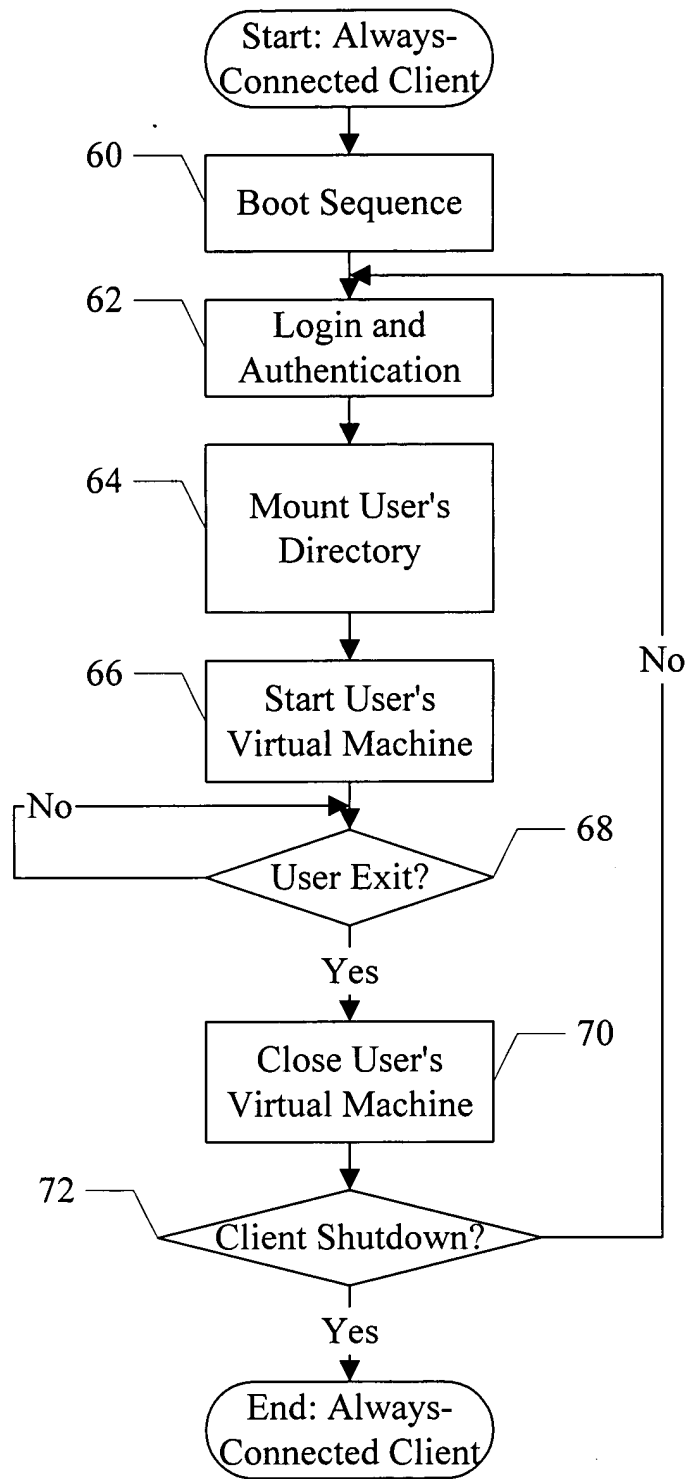 Start: Always-
Connected Client
60
Boot Sequence
62
Login and
Authentication
64
Mount User's
Directory
No
66
Start User's
Virtual Machine
No
68
User Exit?
Yes
70
Close User's
Virtual Machine
72
Client Shutdown?
Yes
End: Always-
Connected Client